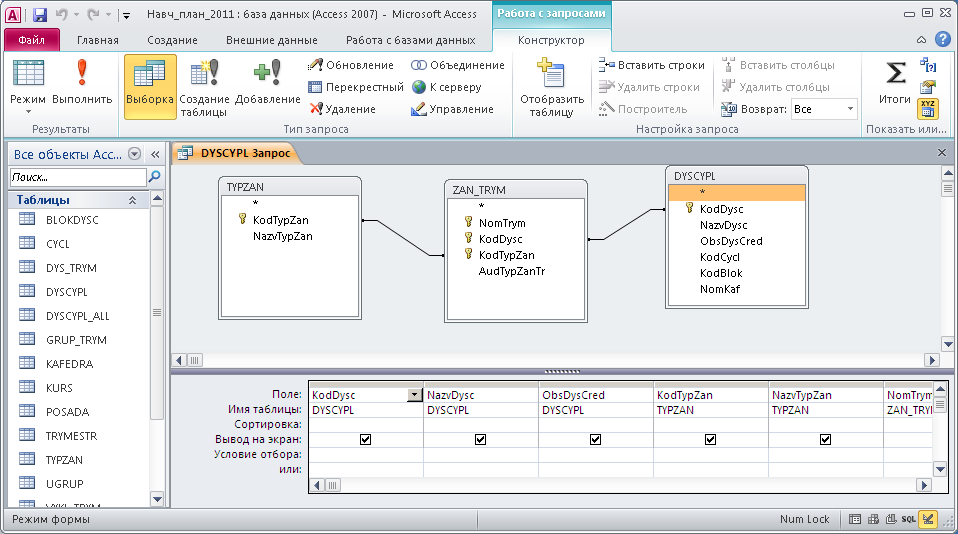 Навч_план_2011 : база данных (Access 2007) - Microsoft Access
Работа с запросами
Файл
Главная
Создание
Внешние данные
Работа с базами данных
Конструктор
Режим
Выполнить
Результаты
Выборка
Создание таблицы
Добавление
Обновление
Перекрестный
Удаление
Объединение
К серверу
Управление
Тип запроса
Отобразить таблицу
Вставить строки
Удалить строки
Построитель
Вставить столбцы
Удалить столбцы
Возврат: Все
Настройка запроса
Итоги
XYZ
Показать или...
Все объекты Acc...
Поиск...
Таблицы
BLOKDYSC
CYCL
DYS_TRYM
DYSCYPL
DYSCYPL_ALL
GRUP_TRYM
KAFEDRA
KURS
POSADA
TRYMESTR
TYPZAN
UGRUP
DYSCYPL Запрос
TYPZAN
*
KodTypZan
NazvTypZan
ZAN_TRYM
*
NomTrym
KodDysc
KodTypZan
AudTypZanTr
DYSCYPL
*
KodDysc
NazvDysc
ObsDysCred
KodCycl
KodBlok
NomKaf
Поле: KodDysc NazvDysc ObsDysCred KodTypZan NazvTypZan NomTrym
Имя таблицы: DYSCYPL DYSCYPL DYSCYPL TYPZAN TYPZAN ZAN_TRYM
Сортировка:
Вывод на экран:
Условие отбора:
или:
Режим формы
Num Lock
SQL